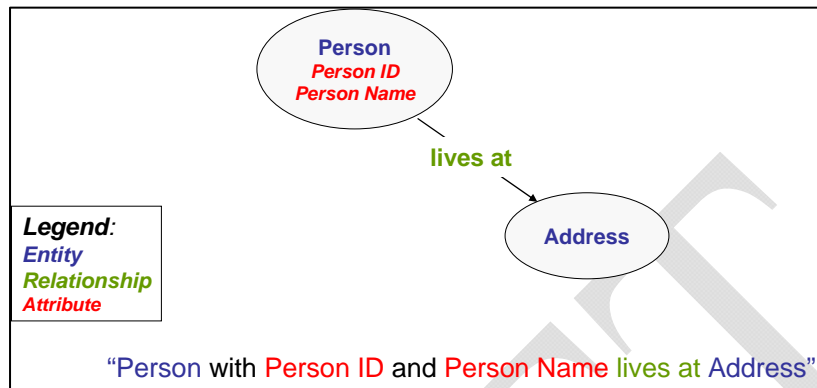 Person
Person ID
Person Name
lives at
Address
Legend:
Entity
Relationship
Attribute
“Person with Person ID and Person Name lives at Address”